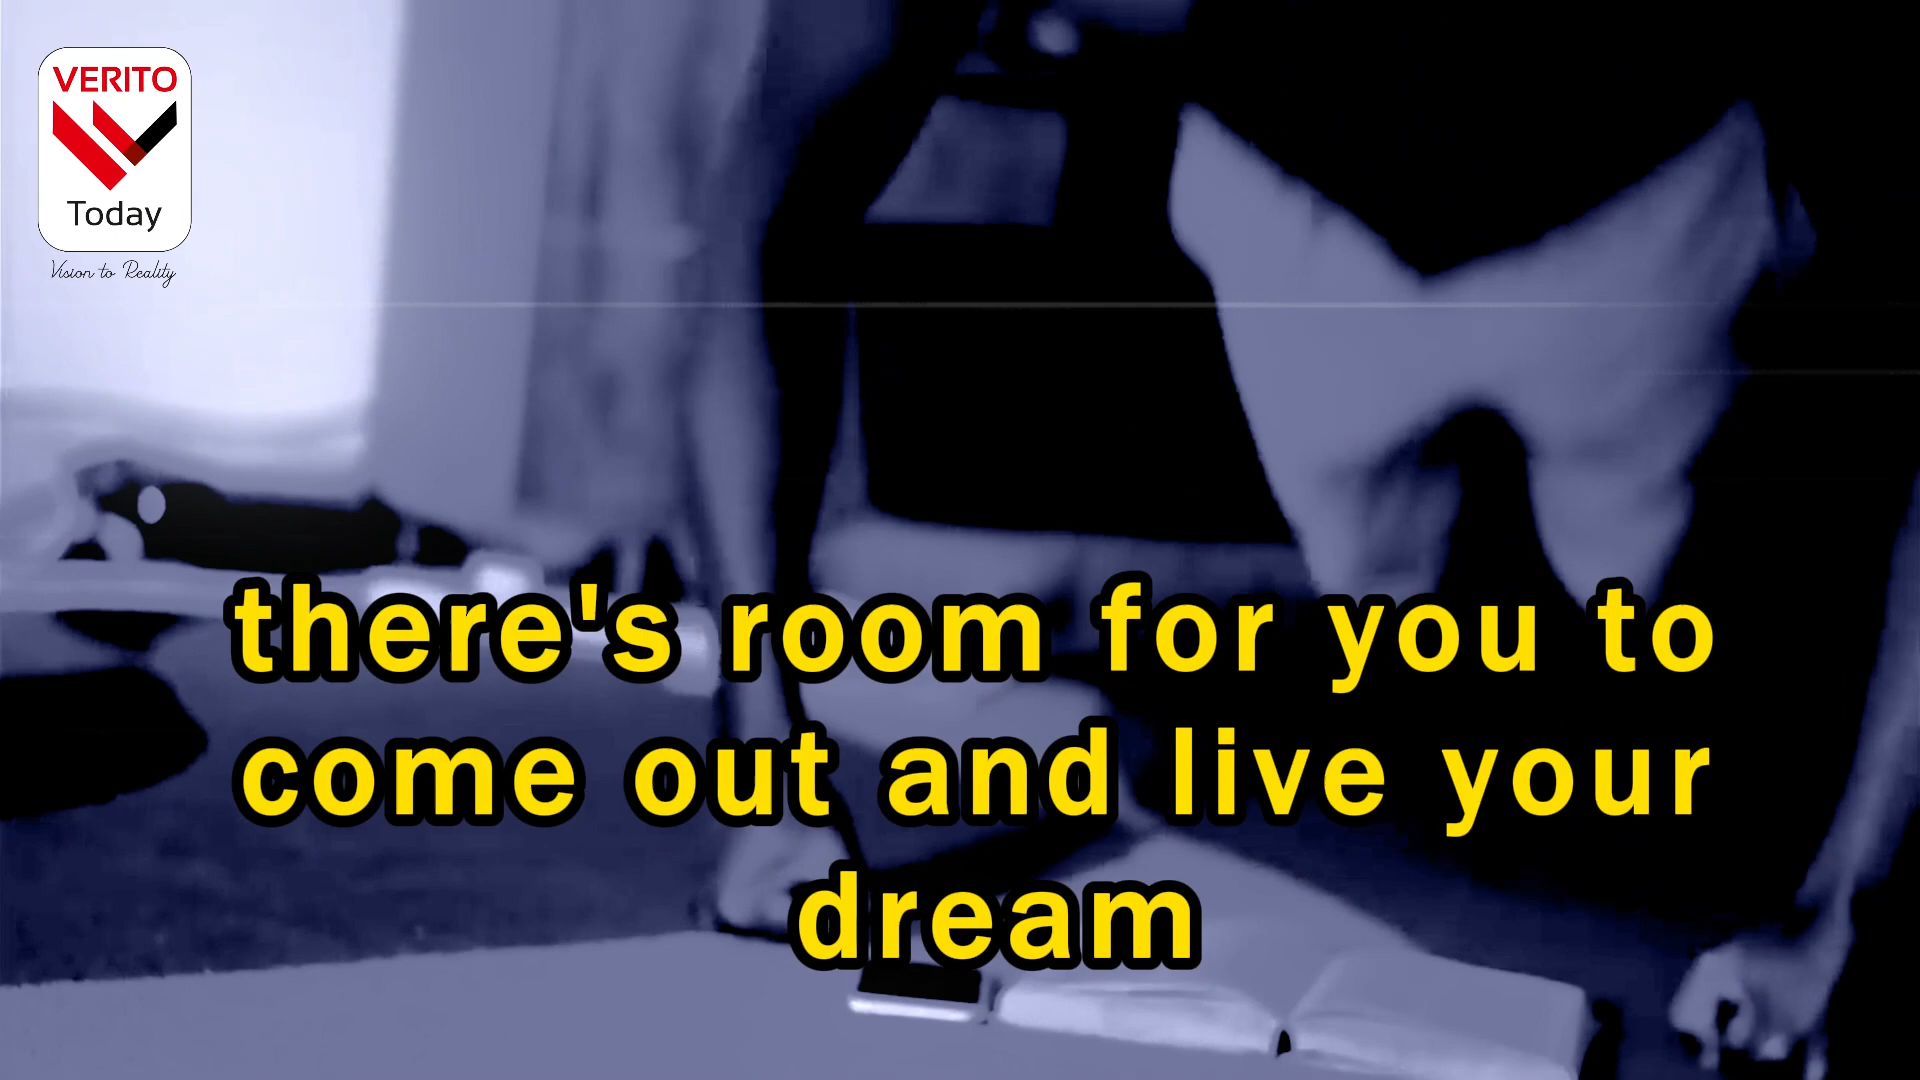 VERITO
Today
Vision to Reality
there's room for you to
come out and live your
dream